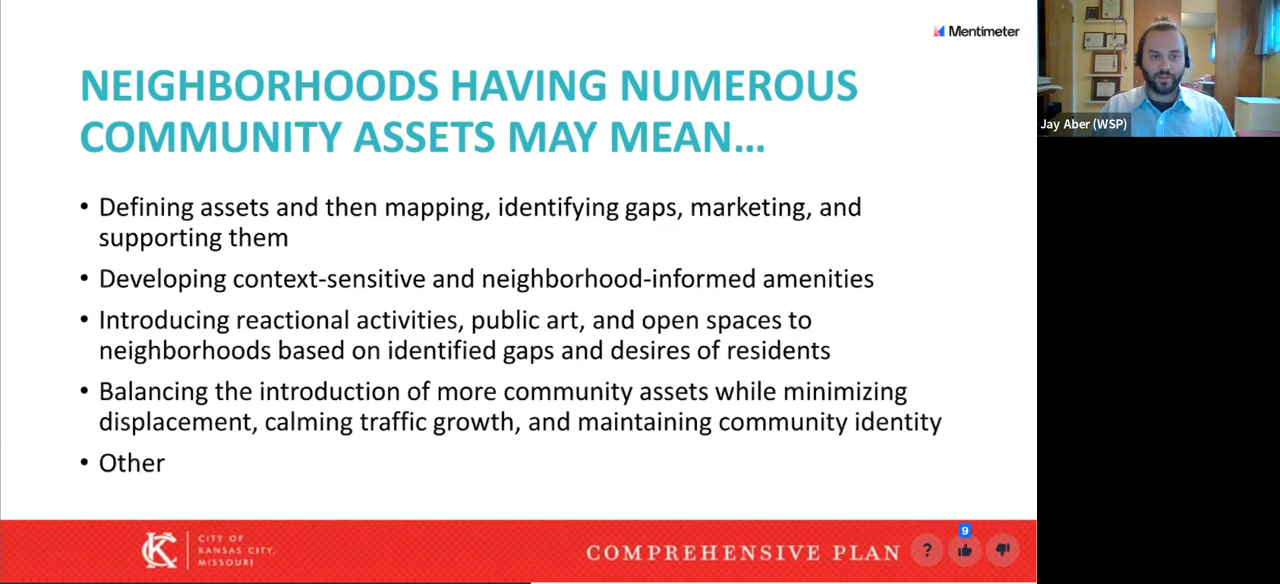 Mentimeter
NEIGHBORHOODS HAVING NUMEROUS
COMMUNITY ASSETS MAY MEAN...
• Defining assets and then mapping, identifying gaps, marketing, and
supporting them
• Developing context-sensitive and neighborhood-informed amenities
• Introducing reactional activities, public art, and open spaces to
neighborhoods based on identified gaps and desires of residents
• Balancing the introduction of more community assets while minimizing
displacement, calming traffic growth, and maintaining community identity
• Other
KC
CITY OF
KANSAS CITY,
MISSOURI
COMPREHENSIVE PLAN
?
9
Jay Aber (WSP)